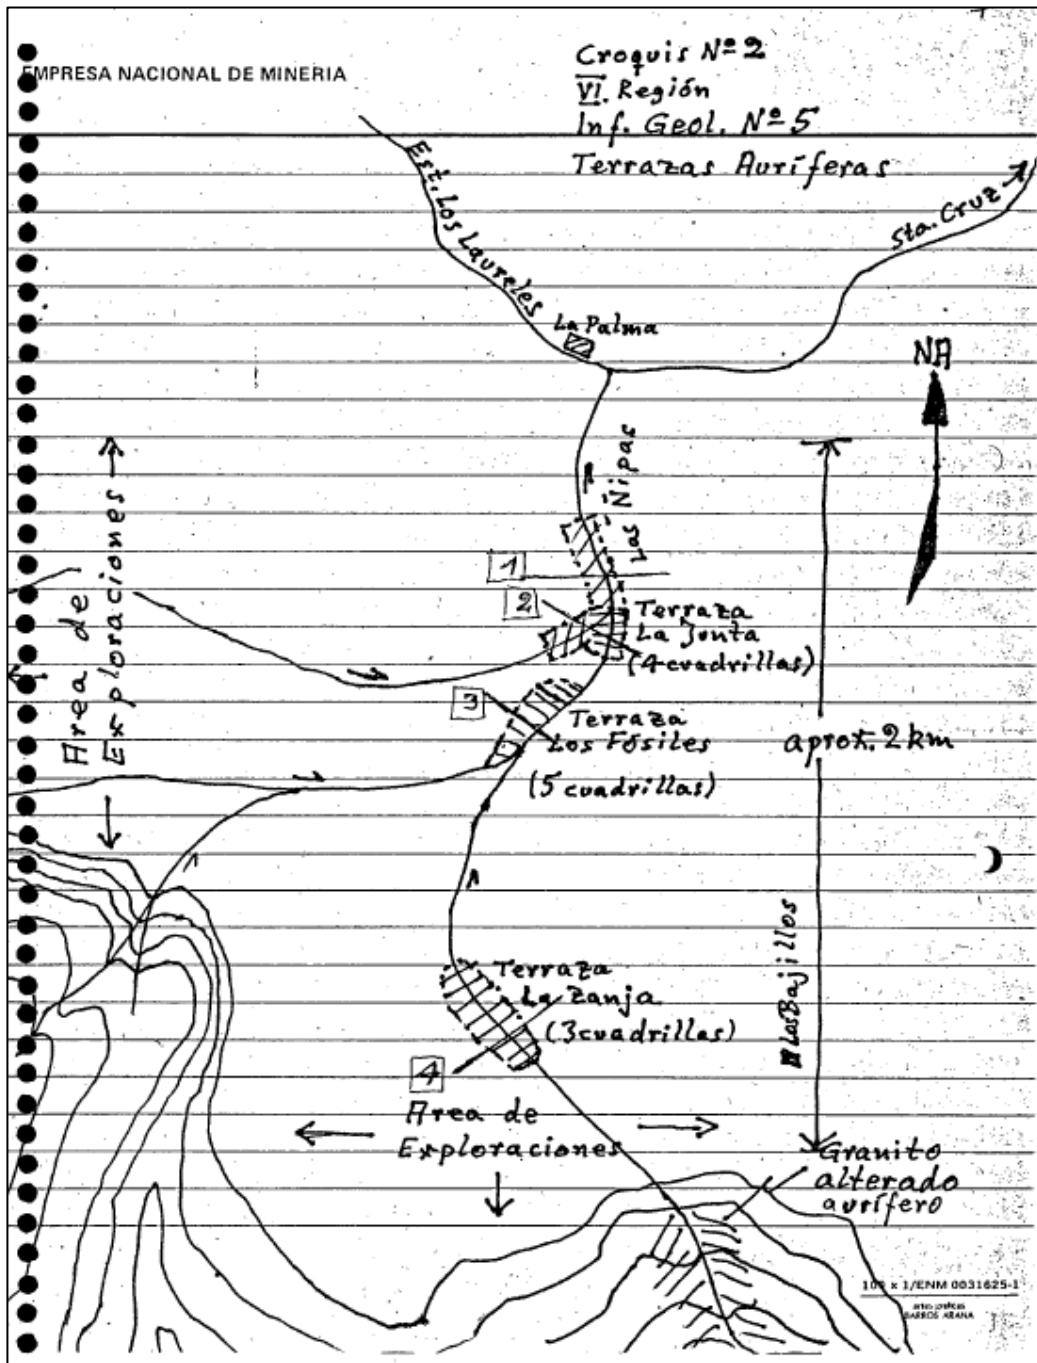 EMPRESA NACIONAL DE MINERIA
Croquis Nº 2
VI. Región
Inf. Geol. Nº 5
Terrazas Auríferas
Est. Los Laureles
Sta. Cruz
La Palma
NA
Las Ñipas
Area de
Exploraciones
1
2
Terraza
La Junta
(4 cuadrillas)
3
Terraza
Los Fósiles
(5 cuadrillas)
aprox. 2 km
Terraza
La Zanja
(3 cuadrillas)
Los Bajillos
4
Area de
Exploraciones
Granito
alterado
aurífero
x 1/ENM 0031625-1
BARROS ARANA